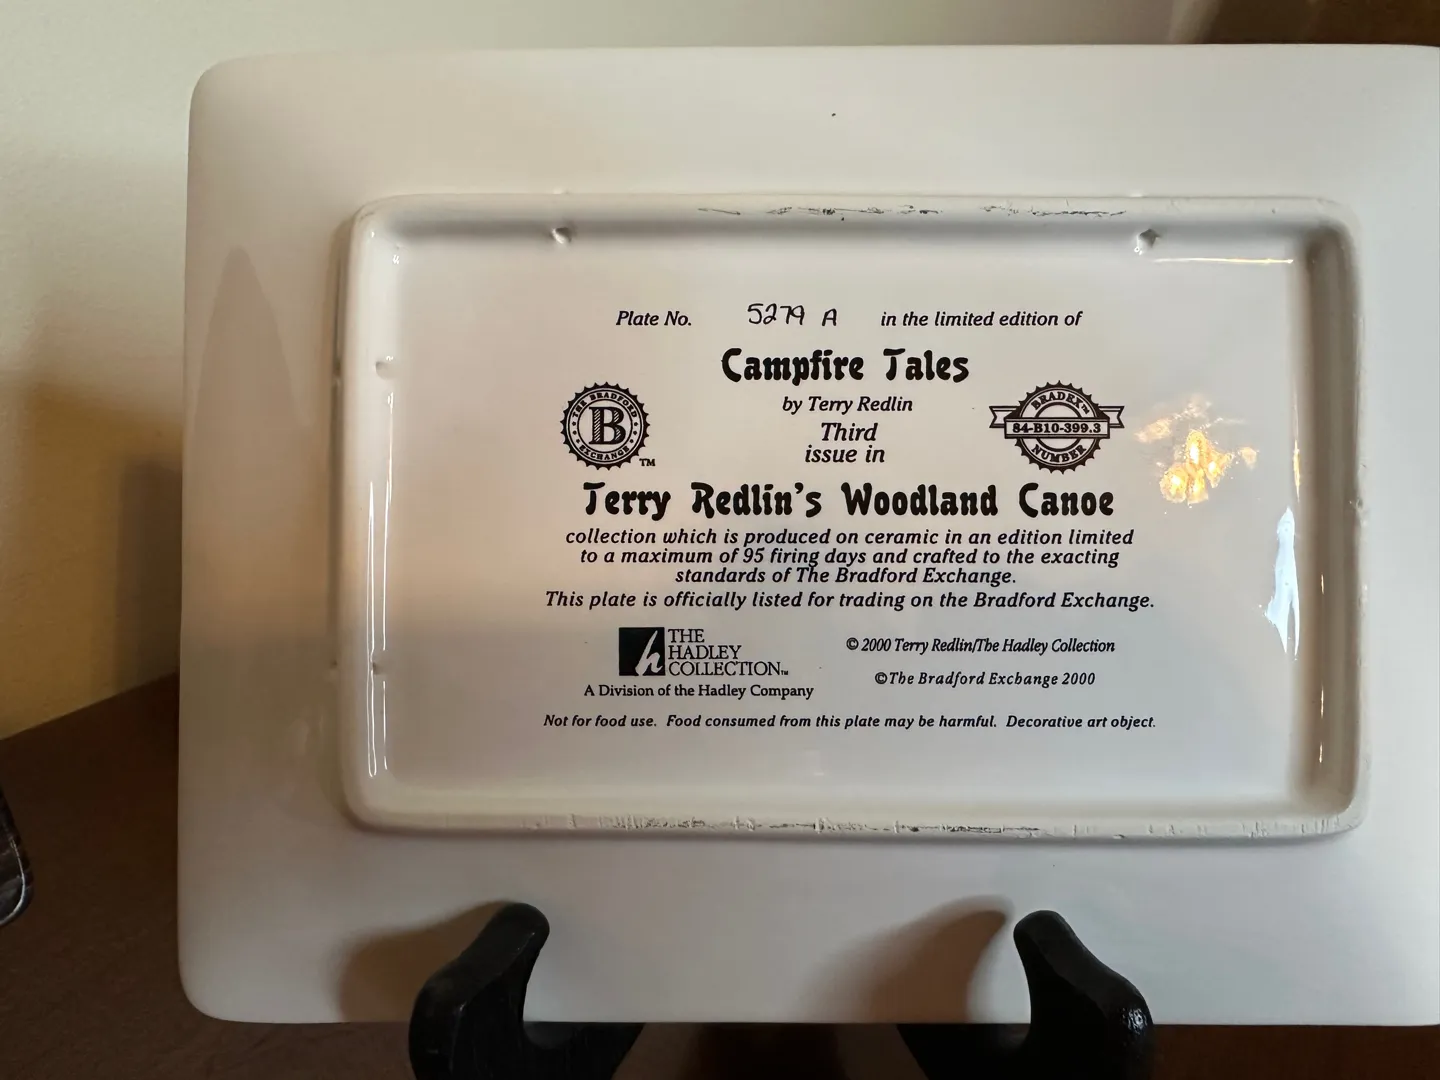 Plate No. 5279 A in the limited edition of
Campfire Tales
by Terry Redlin
THE BRADFORD
B
EXCHANGE
TM
Third
issue in
BRADEX™
84-B10-399.3
NUMBER
Terry Redlin's Woodland Canoe
collection which is produced on ceramic in an edition limited
to a maximum of 95 firing days and crafted to the exacting
standards of The Bradford Exchange.
This plate is officially listed for trading on the Bradford Exchange.
h
THE
HADLEY
COLLECTION™
A Division of the Hadley Company
© 2000 Terry Redlin/The Hadley Collection
©The Bradford Exchange 2000
Not for food use. Food consumed from this plate may be harmful. Decorative art object.